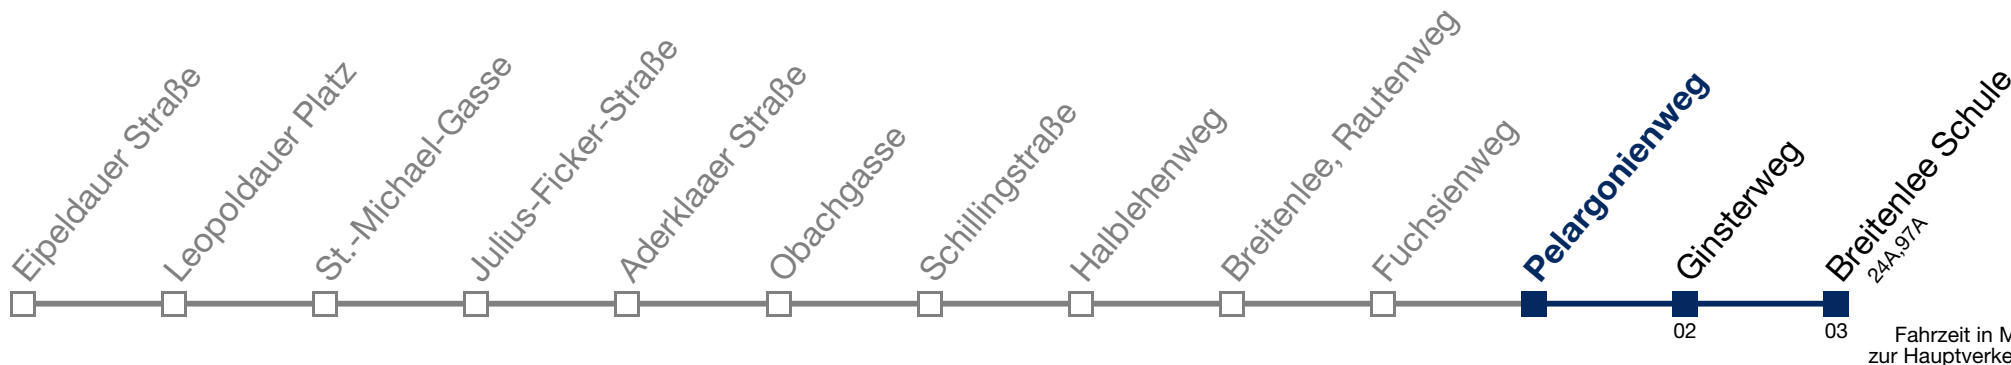 Eipeldauer Straße
Leopoldauer Platz
St.-Michael-Gasse
Julius-Ficker-Straße
Aderklaaer Straße
Obachgasse
Schillingstraße
Halblehenweg
Breitenlee, Rautenweg
Fuchsienweg
Pelargonienweg
Ginsterweg
Breitenlee Schule
24A,97A
02
03
Fahrzeit in M
zur Hauptverke